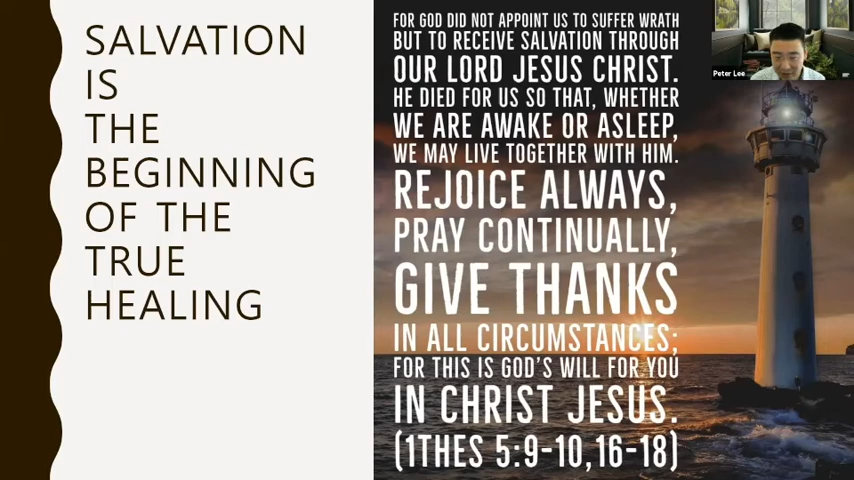 SALVATION
IS
THE
BEGINNING
OF THE
TRUE
HEALING
FOR GOD DID NOT APPOINT US TO SUFFER WRATH
BUT TO RECEIVE SALVATION THROUGH
OUR LORD JESUS CHRIST.
HE DIED FOR US SO THAT, WHETHER
WE ARE AWAKE OR ASLEEP,
WE MAY LIVE TOGETHER WITH HIM.
REJOICE ALWAYS,
PRAY CONTINUALLY,
GIVE THANKS
IN ALL CIRCUMSTANCES;
FOR THIS IS GOD'S WILL FOR YOU
IN CHRIST JESUS.
(1THES 5:9-10,16-18)
Peter Lee